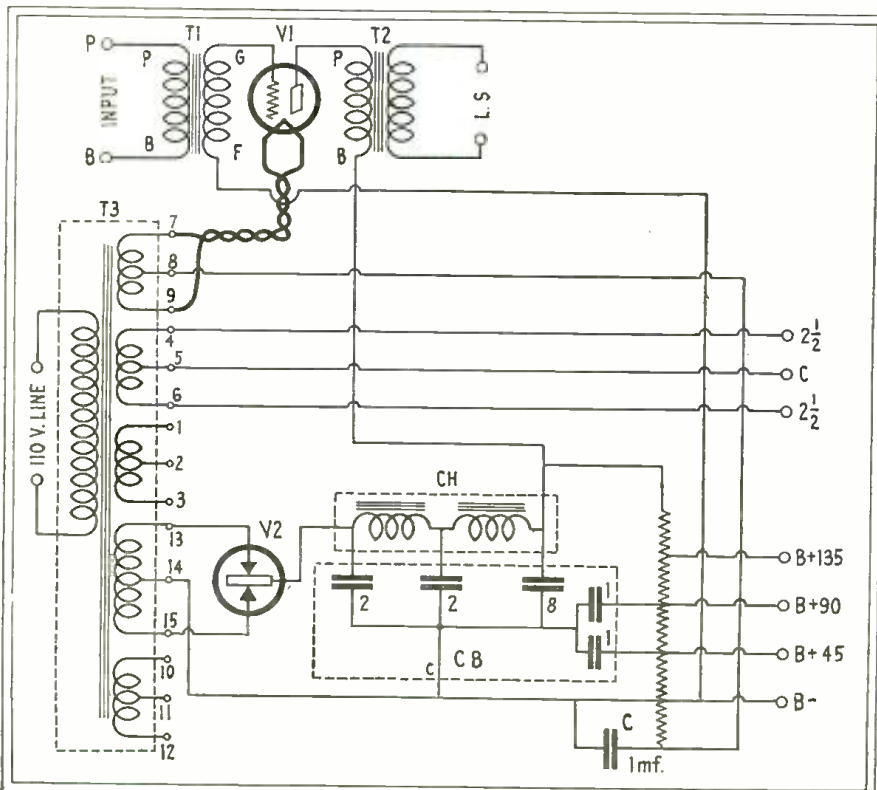 T1 V1 T2
P P G P
INPUT
L.S
B B F B
T3
7
8
9
4
2½
5
C
6
2½
110 V. LINE
1
2
3
CH
13
V2
14
B+135
2 2 8 1
B+90
15
1
B+45
10
c CB
11
B-
12
C
1mf.